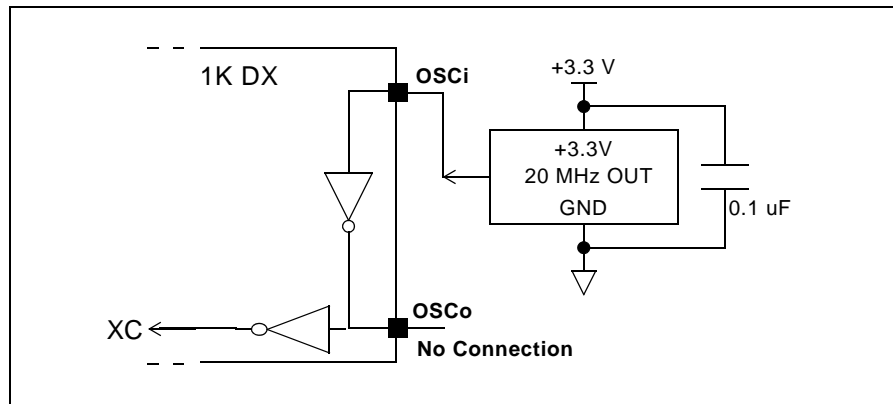 OSCi
1K DX
+3.3 V
+3.3V
20 MHz OUT
GND
0.1 uF
OSCo
XC
No Connection